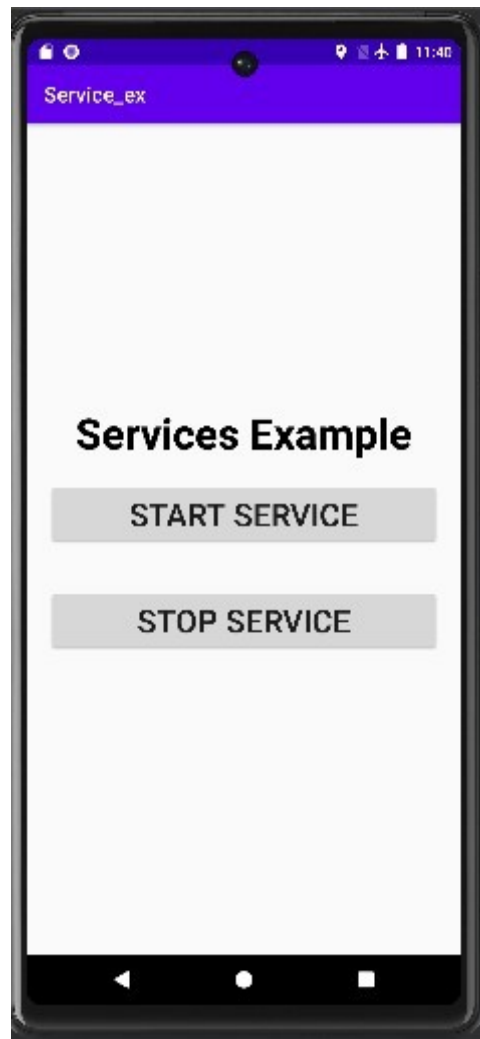 11:40
Service_ex
Services Example
START SERVICE
STOP SERVICE